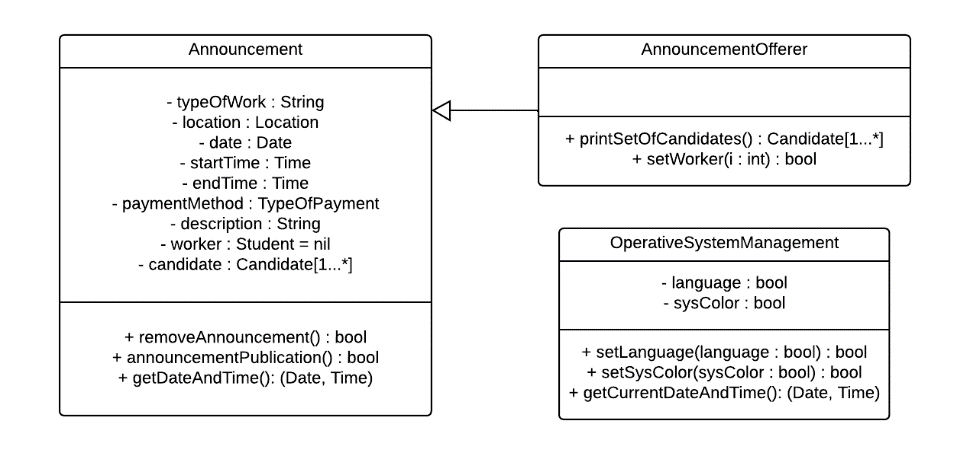 Announcement
- typeOfWork : String
- location : Location
- date : Date
- startTime : Time
- endTime : Time
- paymentMethod : TypeOfPayment
- description : String
- worker : Student = nil
- candidate : Candidate[1...*]
+ removeAnnouncement() : bool
+ announcementPublication() : bool
+ getDateAndTime(): (Date, Time)
AnnouncementOfferer
+ printSetOfCandidates() : Candidate[1...*]
+ setWorker(i : int) : bool
OperativeSystemManagement
- language : bool
- sysColor : bool
+ setLanguage(language : bool) : bool
+ setSysColor(sysColor : bool) : bool
+ getCurrentDateAndTime(): (Date, Time)